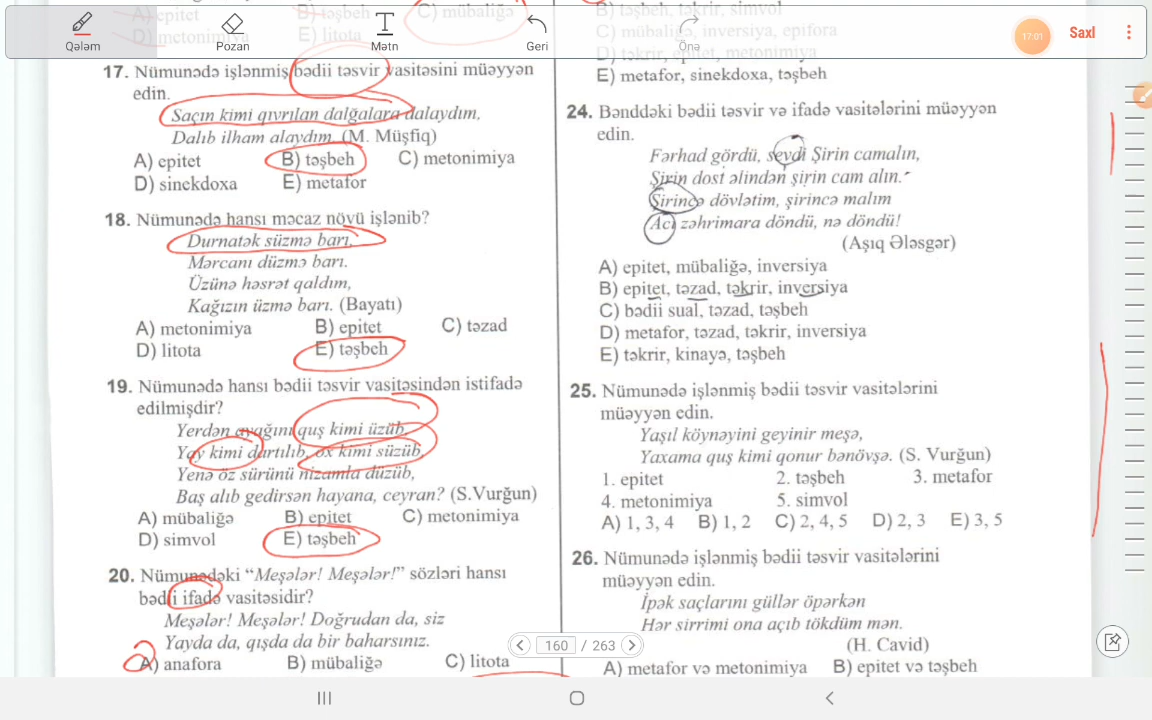 Qələm
Pozan
Mətn
Geri
Önə
17:01
Saxl
A) epitet B) təşbeh C) mübaliğə
D) metonimiya E) litota
17. Nümunədə işlənmiş bədii təsvir vasitəsini müəyyən
edin.
Saçın kimi qıvrılan dalğalara dalaydım,
Dalıb ilham alaydım. (M. Müşfiq)
A) epitet B) təşbeh C) metonimiya
D) sinekdoxa E) metafor
18. Nümunədə hansı məcaz növü işlənib?
Durnatək süzmə barı,
Mərcanı düzmə barı.
Üzünə həsrət qaldım,
Kağızın üzmə barı. (Bayatı)
A) metonimiya B) epitet C) təzad
D) litota E) təşbeh
19. Nümunədə hansı bədii təsvir vasitəsindən istifadə
edilmişdir?
Yerdən ayağını quş kimi üzüb,
Yay kimi dartılıb, ox kimi süzüb,
Yenə öz sürünü nizamla düzüb,
Baş alıb gedirsən hayana, ceyran? (S.Vurğun)
A) mübaliğə B) epitet C) metonimiya
D) simvol E) təşbeh
20. Nümunədəki “Meşələr! Meşələr!” sözləri hansı
bədii ifadə vasitəsidir?
Meşələr! Meşələr! Doğrudan da, siz
Yayda da, qışda da bir baharsınız.
A) anafora B) mübaliğə C) litota
B) təşbeh, təkrir, simvol
C) mübaliğə, inversiya, epifora
D) təkrir, epitet, metonimiya
E) metafor, sinekdoxa, təşbeh
24. Bənddəki bədii təsvir və ifadə vasitələrini müəyyən
edin.
Fərhad gördü, sevdi Şirin camalın,
Şirin dost əlindən şirin cam alın.
Şirincə dövlətim, şirincə malım
Acı zəhrimara döndü, nə döndü!
(Aşıq Ələsgər)
A) epitet, mübaliğə, inversiya
B) epitet, təzad, təkrir, inversiya
C) bədii sual, təzad, təşbeh
D) metafor, təzad, təkrir, inversiya
E) təkrir, kinayə, təşbeh
25. Nümunədə işlənmiş bədii təsvir vasitələrini
müəyyən edin.
Yaşıl köynəyini geyinir meşə,
Yaxama quş kimi qonur bənövşə. (S. Vurğun)
1. epitet 2. təşbeh 3. metafor
4. metonimiya 5. simvol
A) 1, 3, 4 B) 1, 2 C) 2, 4, 5 D) 2, 3 E) 3, 5
26. Nümunədə işlənmiş bədii təsvir vasitələrini
müəyyən edin.
İpək saçlarını güllər öpərkən
Hər sirrimi ona açıb tökdüm mən.
(H. Cavid)
A) metafor və metonimiya B) epitet və təşbeh
160 / 263